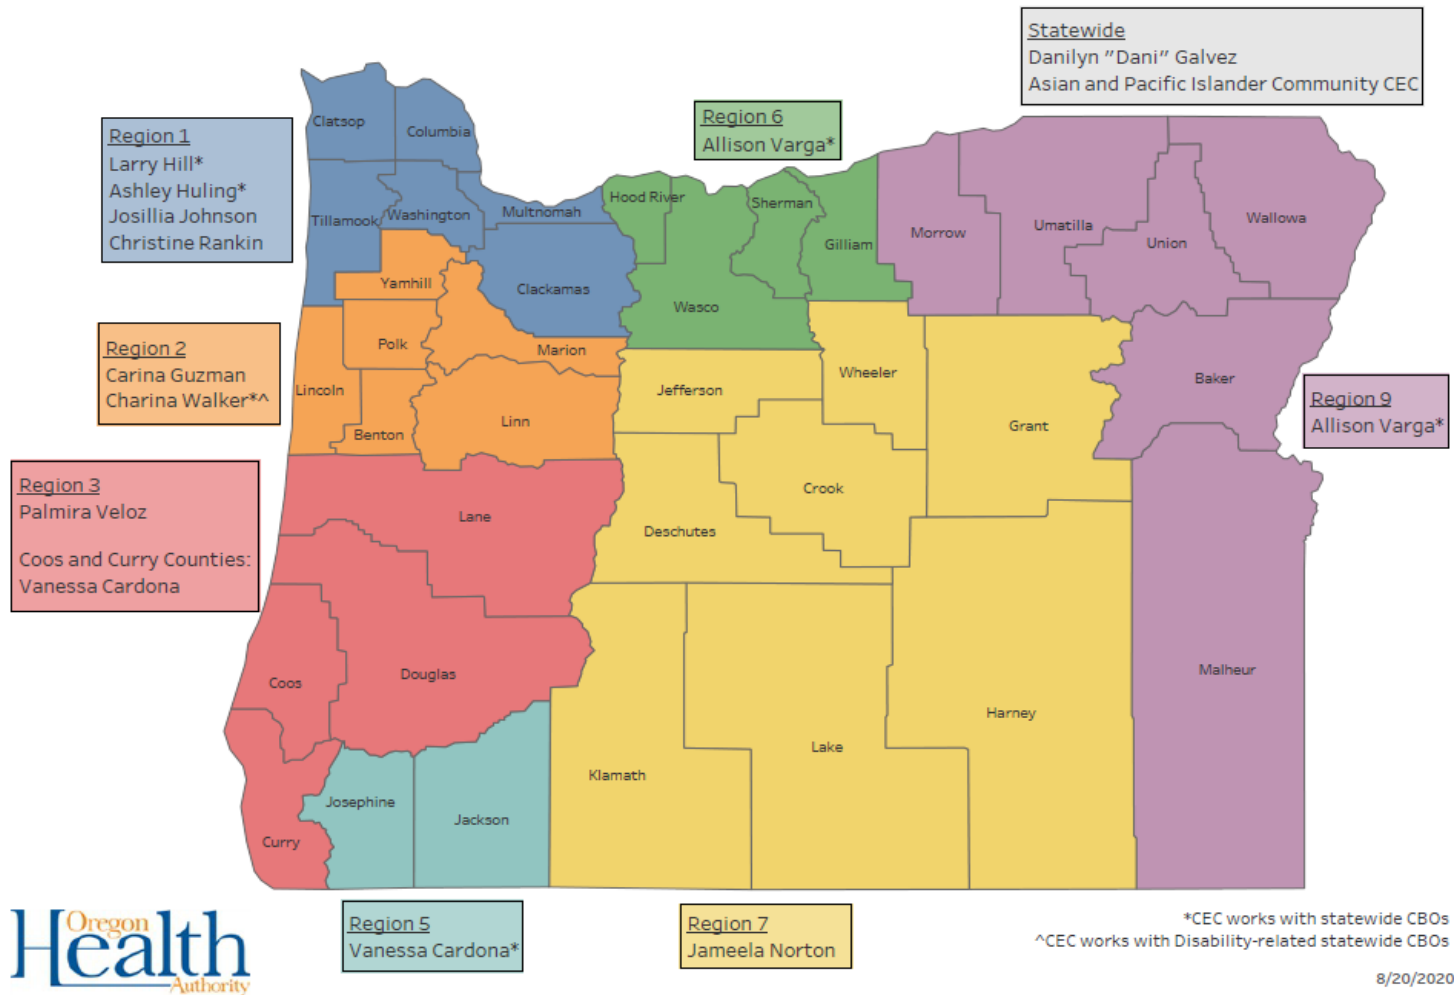 Statewide
Danilyn "Dani" Galvez
Asian and Pacific Islander Community CEC
Region 6
Allison Varga*
Region 1
Larry Hill*
Ashley Huling*
Josillia Johnson
Christine Rankin
Clatsop
Columbia
Tillamook
Washington
Multnomah
Hood River
Sherman
Gilliam
Morrow
Umatilla
Union
Wallowa
Yamhill
Clackamas
Wasco
Region 2
Carina Guzman
Charina Walker*^
Polk
Marion
Lincoln
Benton
Linn
Jefferson
Wheeler
Grant
Baker
Region 9
Allison Varga*
Region 3
Palmira Veloz
Coos and Curry Counties:
Vanessa Cardona
Lane
Deschutes
Crook
Coos
Douglas
Malheur
Harney
Lake
Klamath
Josephine
Jackson
Curry
Oregon
Health
Authority
Region 5
Vanessa Cardona*
Region 7
Jameela Norton
*CEC works with statewide CBOs
^CEC works with Disability-related statewide CBOs
8/20/2020